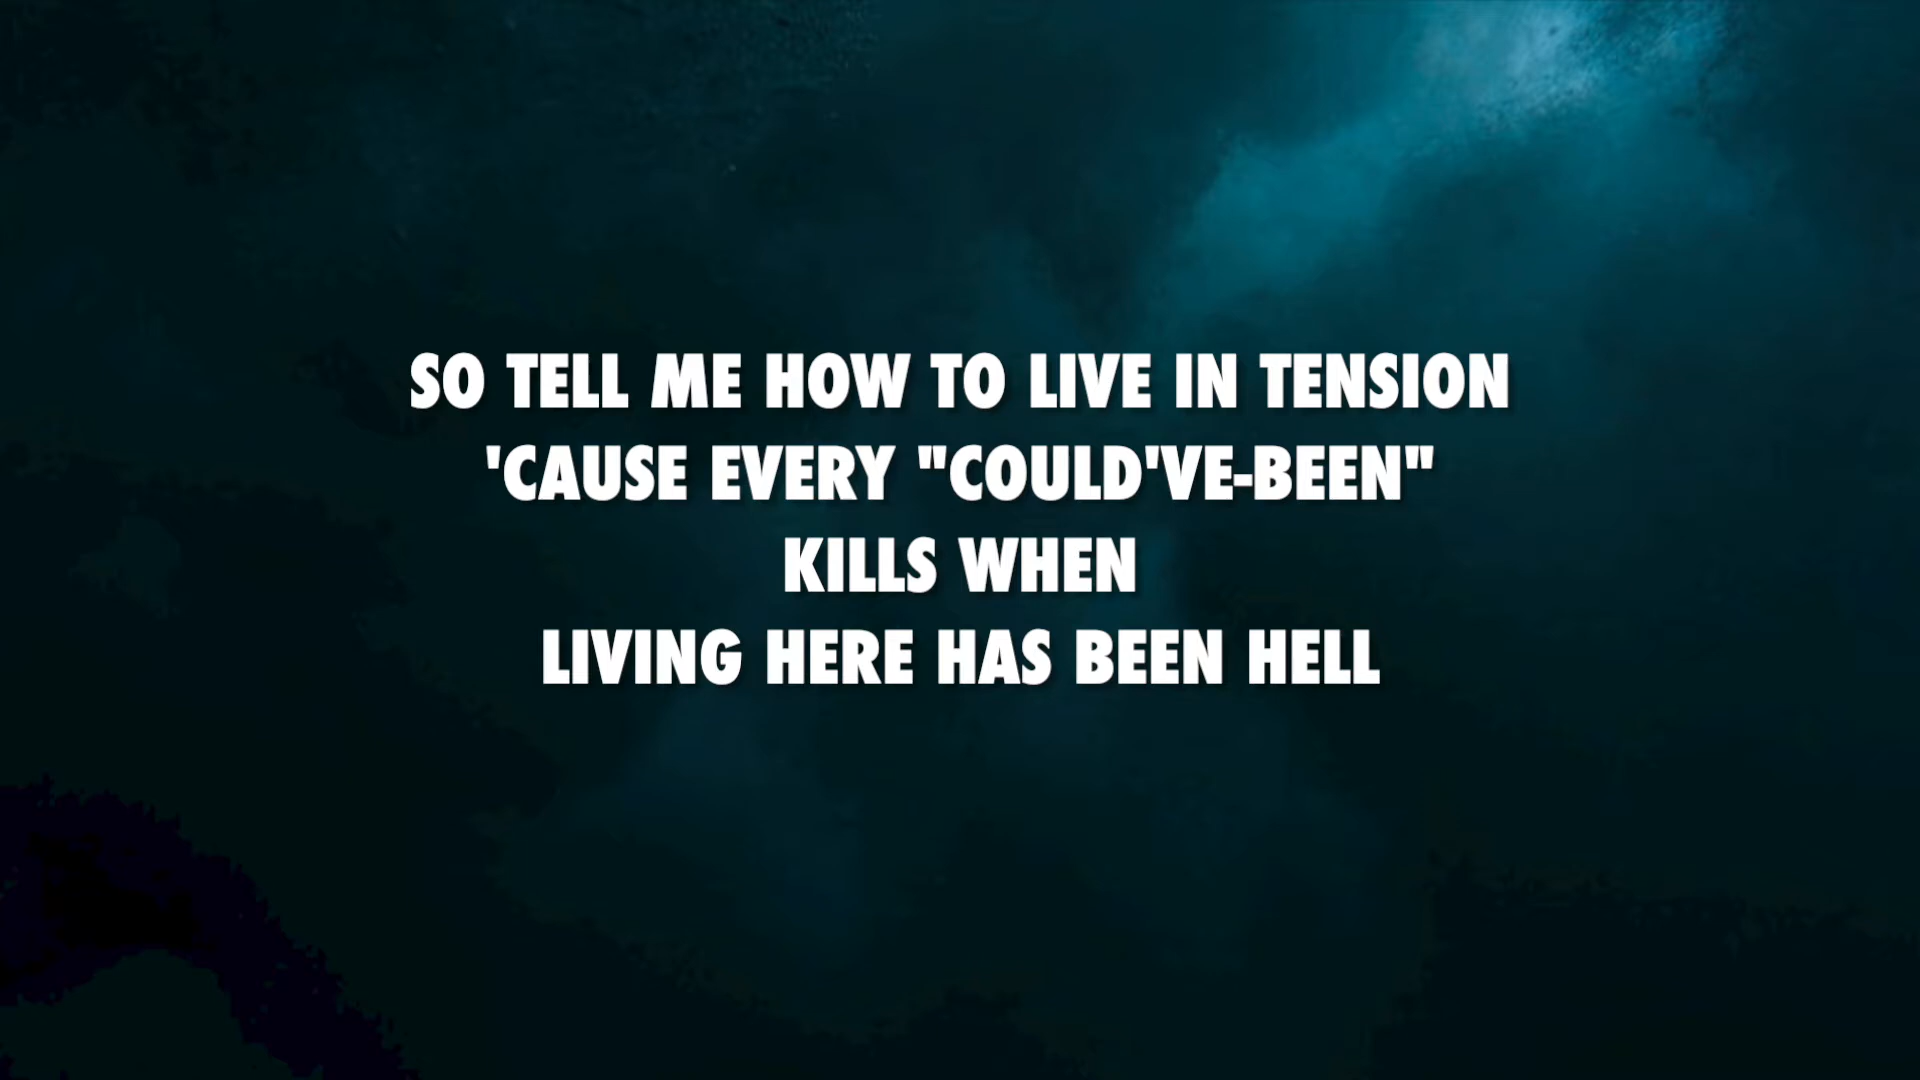 SO TELL ME HOW TO LIVE IN TENSION
'CAUSE EVERY "COULD'VE-BEEN"
KILLS WHEN
LIVING HERE HAS BEEN HELL